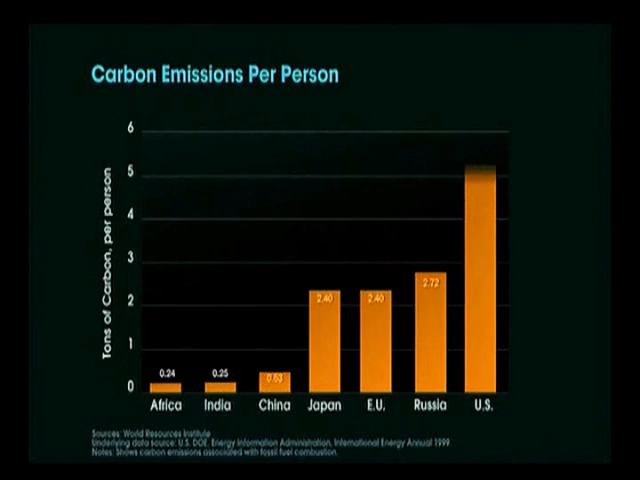 Carbon Emissions Per Person
6
5
4
3
2
1
0
Tons of Carbon, per person
0.24
0.25
2.40
2.40
2.72
Africa India China Japan E.U. Russia U.S.
Sources: World Resources Institute
Underlying data source: U.S. DOE, Energy Information Administration, International Energy Annual 1999
Notes: Shows carbon emissions associated with fossil fuel combustion.